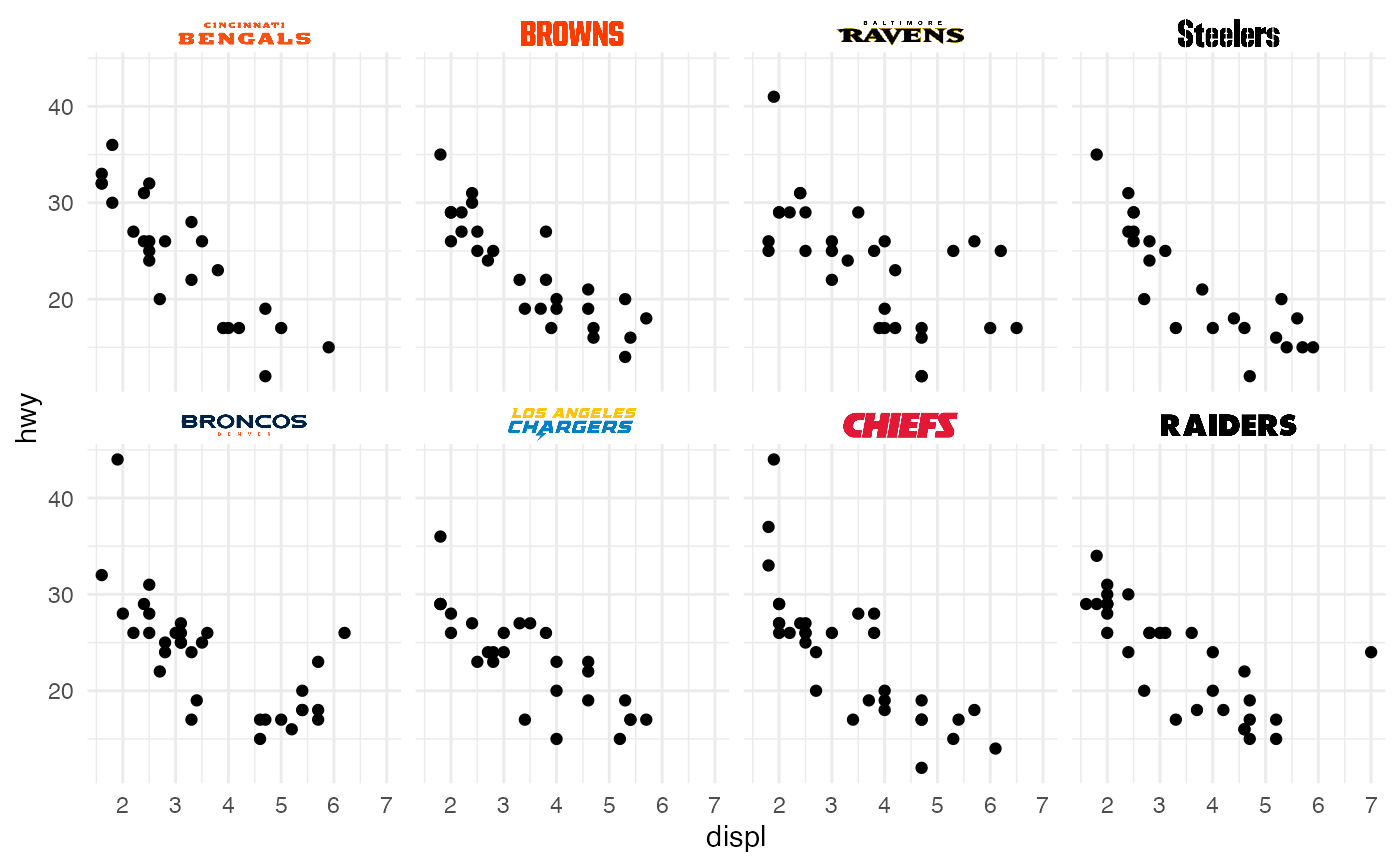 CINCINNATI
BENGALS
BROWNS
BALTIMORE
RAVENS
Steelers
40
30
20
hwy
BRONCOS
DENVER
LOS ANGELES
CHARGERS
CHIEFS
RAIDERS
40
30
20
2 3 4 5 6 7
2 3 4 5 6 7
2 3 4 5 6 7
2 3 4 5 6 7
displ